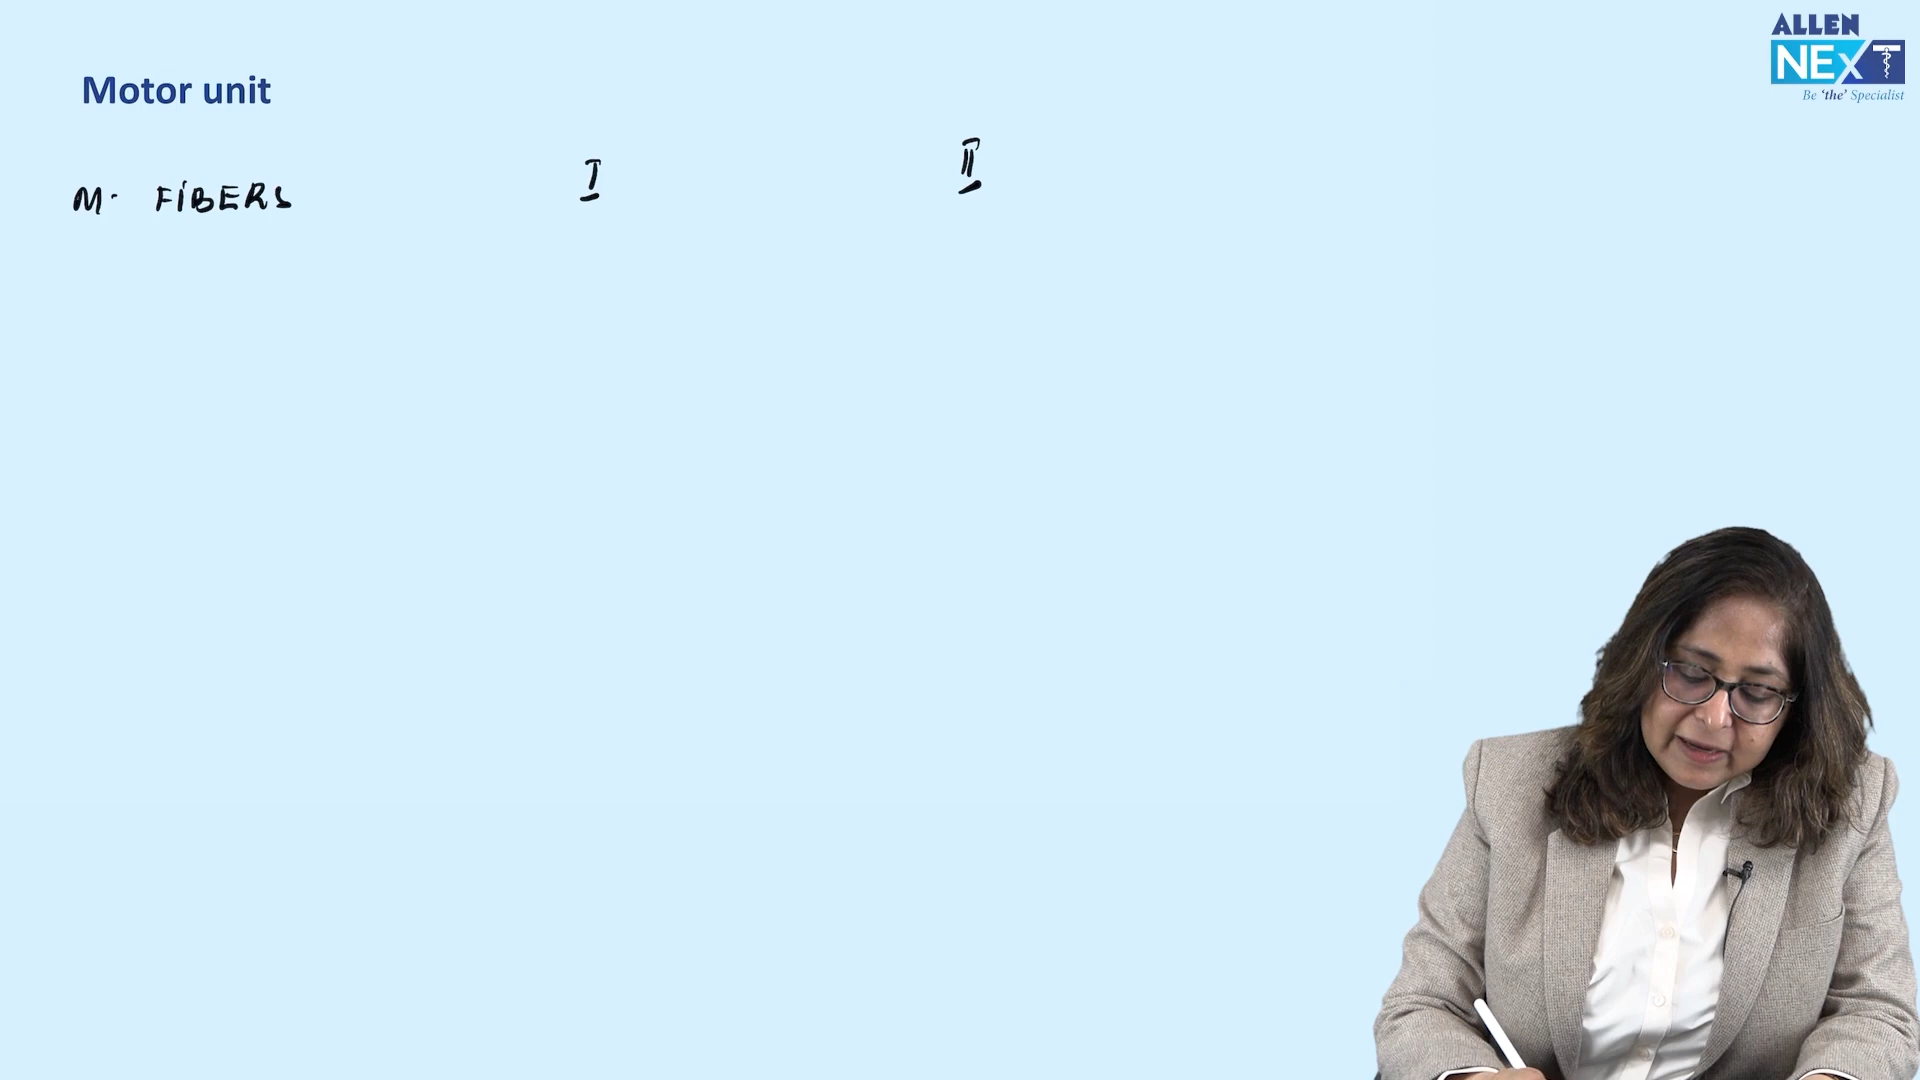 ALLEN
NEXT
Be 'the' Specialist
Motor unit
I
II
M. FIBERS